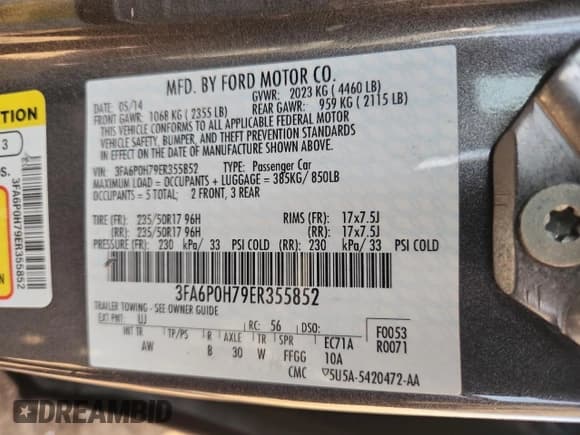 MFD. BY FORD MOTOR CO.
DATE: 05/14 GVWR: 2023 KG ( 4460 LB)
FRONT GAWR: 1068 KG ( 2355 LB) REAR GAWR: 959 KG ( 2115 LB)
THIS VEHICLE CONFORMS TO ALL APPLICABLE FEDERAL MOTOR
VEHICLE SAFETY, BUMPER, AND THEFT PREVENTION STANDARDS
IN EFFECT ON THE DATE OF MANUFACTURE SHOWN ABOVE.
VIN: 3FA6P0H79ER355852 TYPE: Passenger Car
MAXIMUM LOAD = OCCUPANTS + LUGGAGE = 385KG/ 850LB
OCCUPANTS = 5 TOTAL; 2 FRONT, 3 REAR
TIRE (FR): 235/50R17 96H RIMS (FR): 17x7.5J
(RR): 235/50R17 96H (RR): 17x7.5J
PRESSURE (FR): 230 kPa/ 33 PSI COLD (RR): 230 kPa/ 33 PSI COLD
3FA6P0H79ER355852
TRAILER TOWING - SEE OWNER GUIDE
EXT PNT: UJ RC: 56 DSO: F0053
INT TR TP/PS R AXLE TR SPR EC71A R0071
AW B 30 W FFGG 10A
CMC 5U5A-5420472-AA
TION
3
S.
3FA6P0H79ER355852
DREAMBID